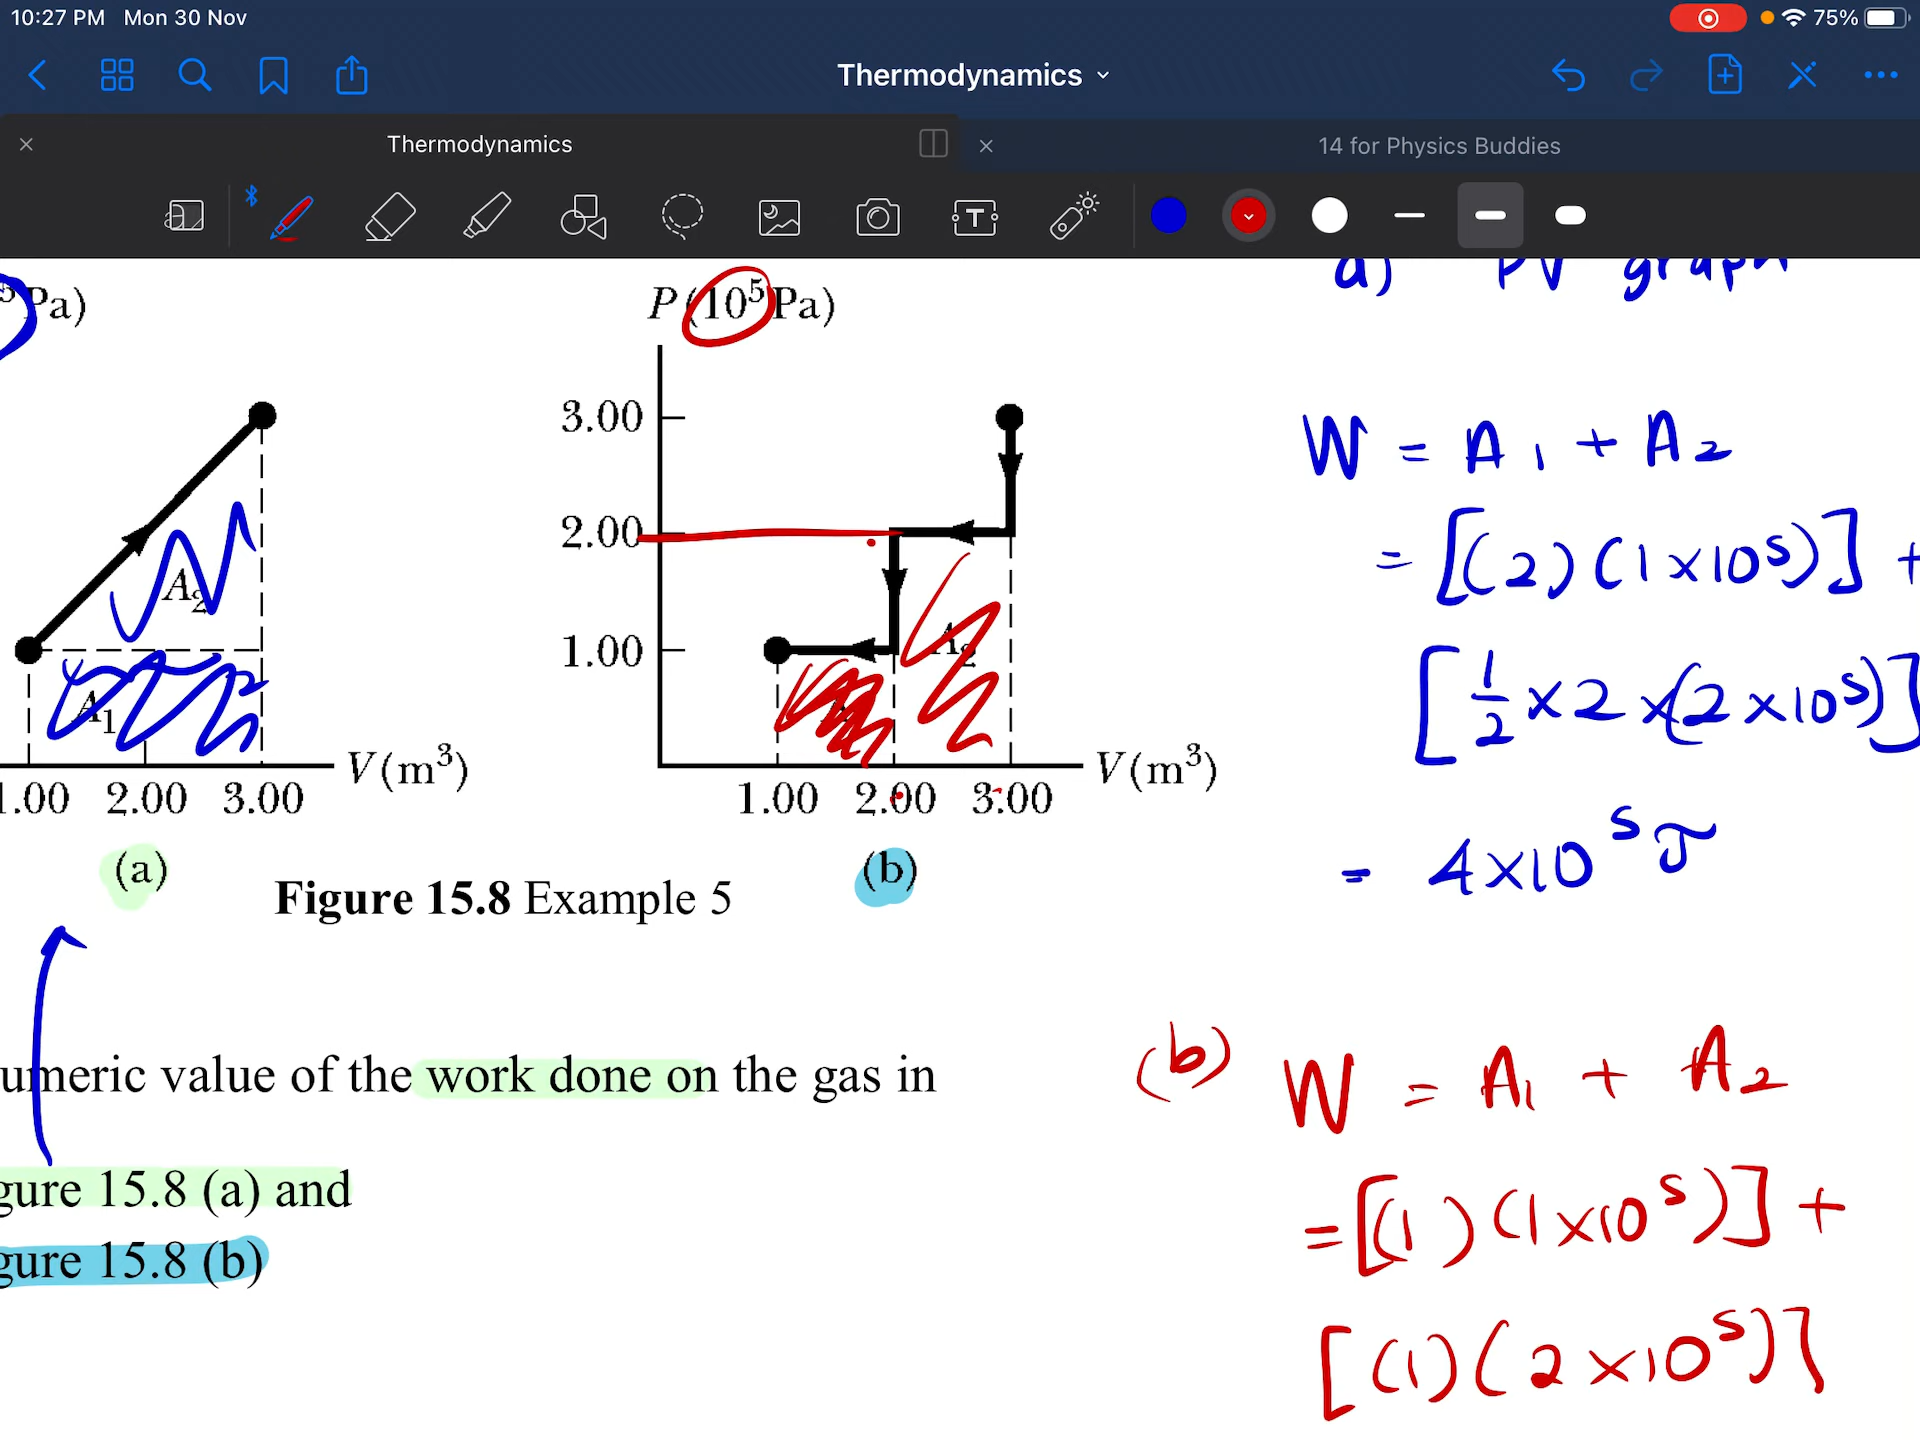 10:27 PM Mon 30 Nov 75%
Thermodynamics
Thermodynamics
14 for Physics Buddies
5 Pa)
A2
A1
1.00 2.00 3.00
V(m³)
(a)
P(10⁵ Pa)
3.00
2.00
1.00
A2
1.00 2.00 3.00
V(m³)
(b)
Figure 15.8 Example 5
umeric value of the work done on the gas in
gure 15.8 (a) and
gure 15.8 (b)
a) PV graph
W = A1 + A2
= [(2)(1×10⁵)] +
[½×2×(2×10⁵)]
= 4×10⁵ J
(b) W = A1 + A2
= [(1)(1×10⁵)] +
[(1)(2×10⁵)]